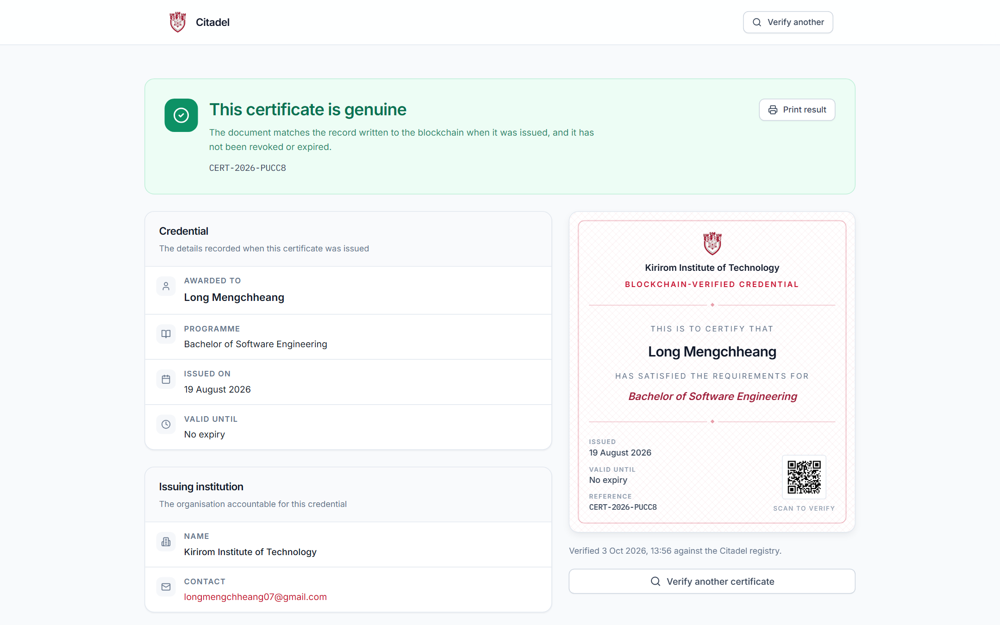 Citadel
Verify another
This certificate is genuine
Print result
The document matches the record written to the blockchain when it was issued, and it has
not been revoked or expired.
CERT-2026-PUCC8
Credential
The details recorded when this certificate was issued
AWARDED TO
Long Mengchheang
PROGRAMME
Bachelor of Software Engineering
ISSUED ON
19 August 2026
VALID UNTIL
No expiry
Issuing institution
The organisation accountable for this credential
NAME
Kirirom Institute of Technology
CONTACT
longmengchheang07@gmail.com
Kirirom Institute of Technology
BLOCKCHAIN-VERIFIED CREDENTIAL
THIS IS TO CERTIFY THAT
Long Mengchheang
HAS SATISFIED THE REQUIREMENTS FOR
Bachelor of Software Engineering
ISSUED
19 August 2026
VALID UNTIL
No expiry
REFERENCE
CERT-2026-PUCC8
SCAN TO VERIFY
Verified 3 Oct 2026, 13:56 against the Citadel registry.
Verify another certificate